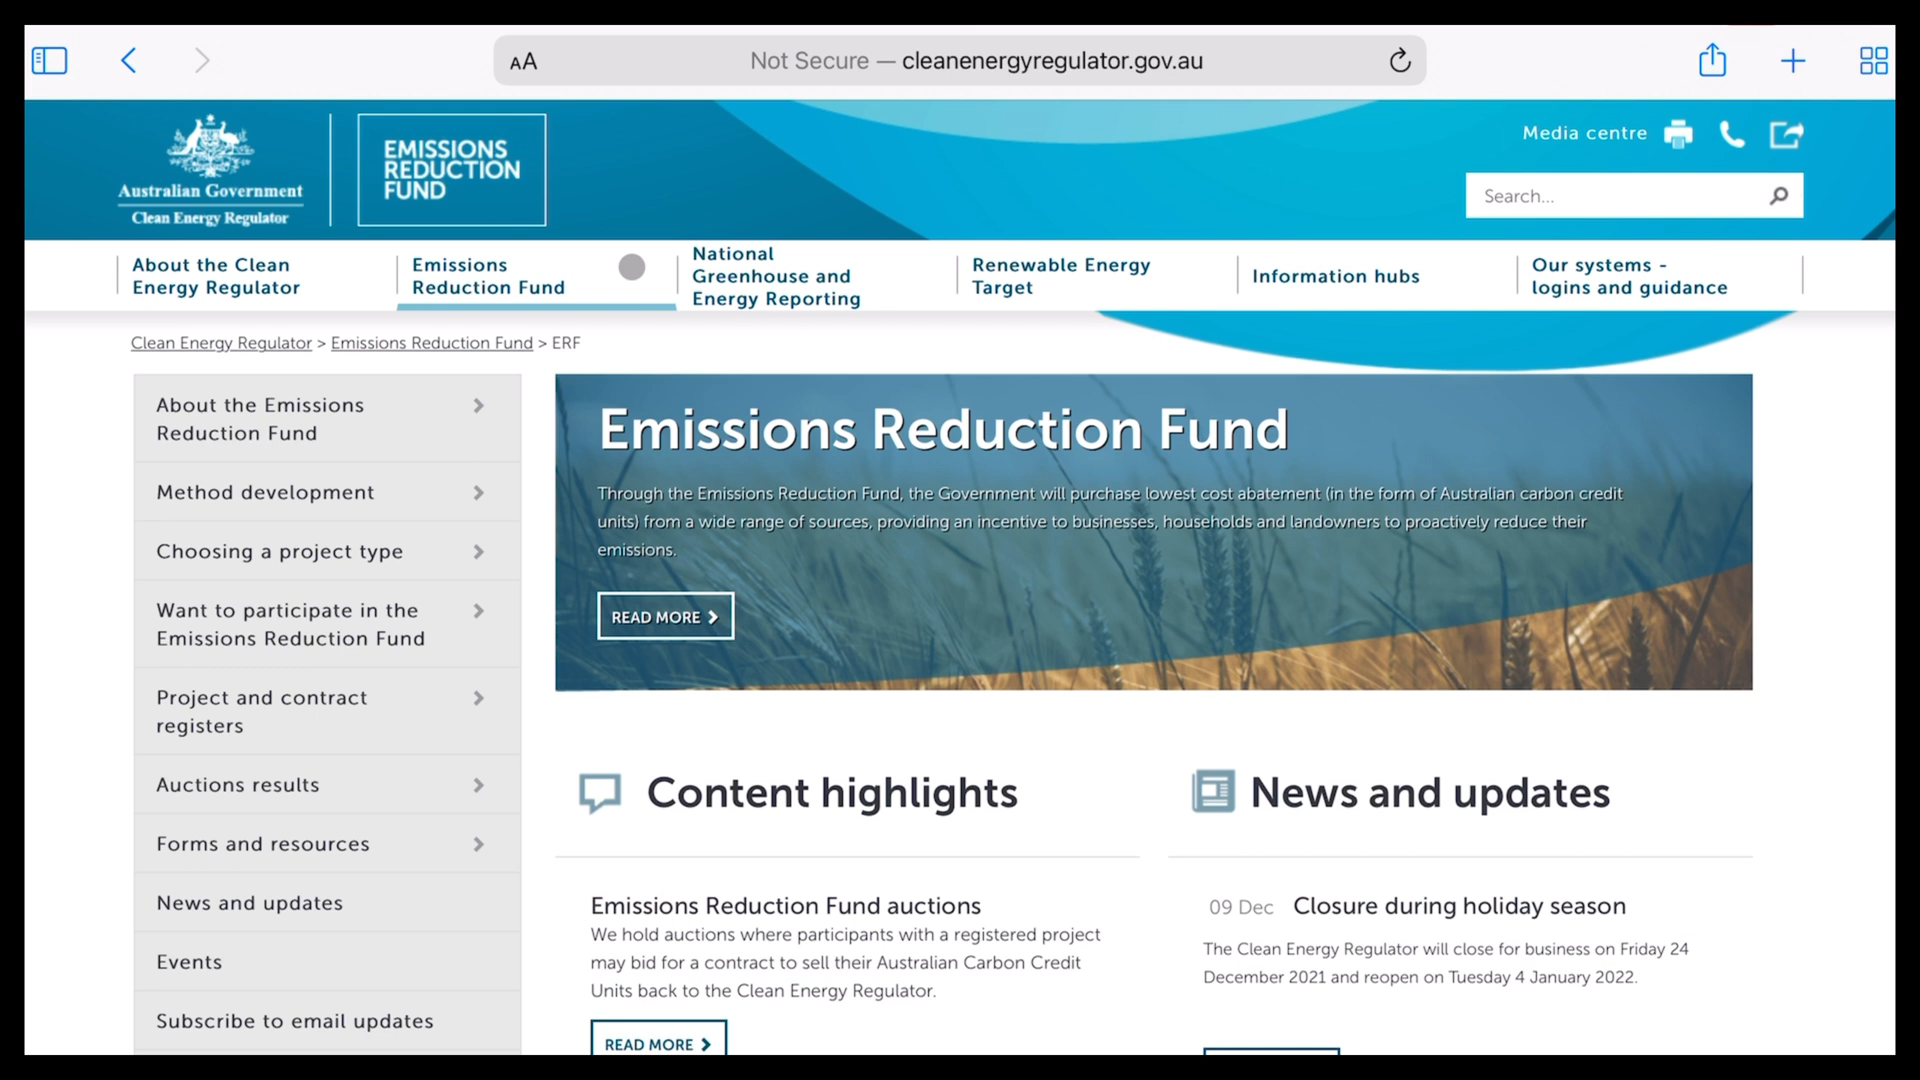 AA
Not Secure — cleanenergyregulator.gov.au
Australian Government
Clean Energy Regulator
EMISSIONS
REDUCTION
FUND
Media centre
Search...
About the Clean
Energy Regulator
Emissions
Reduction Fund
National
Greenhouse and
Energy Reporting
Renewable Energy
Target
Information hubs
Our systems -
logins and guidance
Clean Energy Regulator > Emissions Reduction Fund > ERF
About the Emissions
Reduction Fund
Method development
Choosing a project type
Want to participate in the
Emissions Reduction Fund
Project and contract
registers
Auctions results
Forms and resources
News and updates
Events
Subscribe to email updates
Emissions Reduction Fund
Through the Emissions Reduction Fund, the Government will purchase lowest cost abatement (in the form of Australian carbon credit
units) from a wide range of sources, providing an incentive to businesses, households and landowners to proactively reduce their
emissions.
READ MORE
Content highlights
Emissions Reduction Fund auctions
We hold auctions where participants with a registered project
may bid for a contract to sell their Australian Carbon Credit
Units back to the Clean Energy Regulator.
READ MORE
News and updates
09 Dec Closure during holiday season
The Clean Energy Regulator will close for business on Friday 24
December 2021 and reopen on Tuesday 4 January 2022.